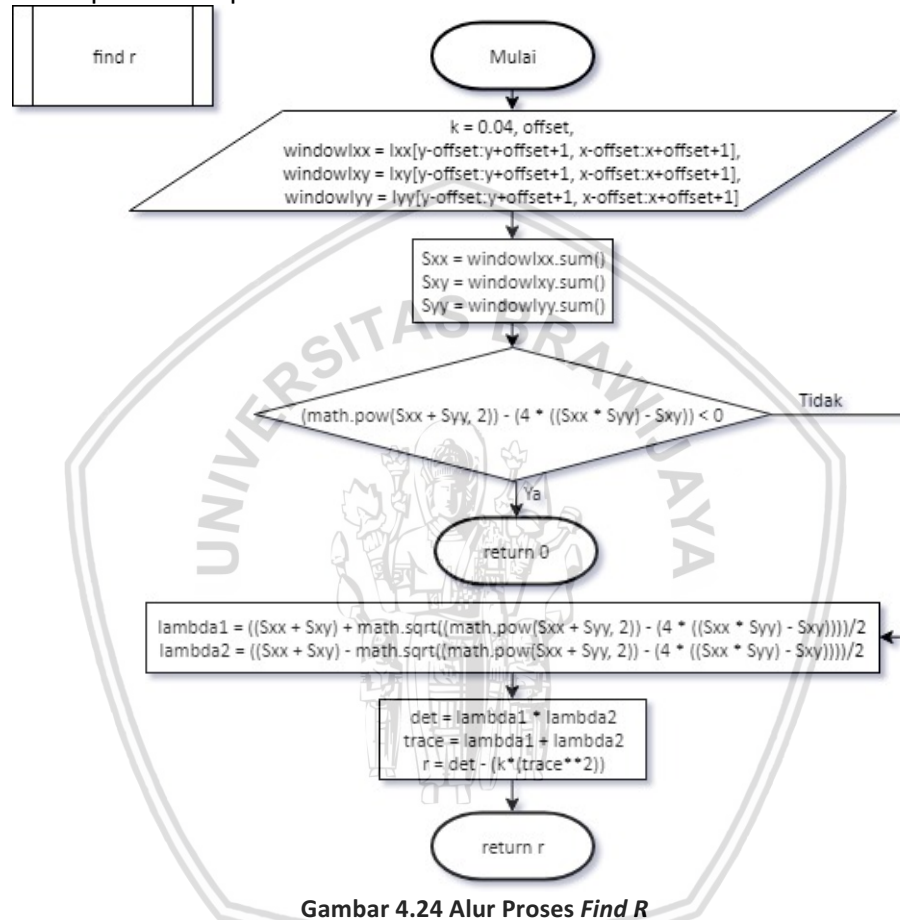 find r
Mulai
k = 0.04, offset,
windowIxx = Ixx[y-offset:y+offset+1, x-offset:x+offset+1],
windowIxy = Ixy[y-offset:y+offset+1, x-offset:x+offset+1],
windowIyy = Iyy[y-offset:y+offset+1, x-offset:x+offset+1]
Sxx = windowIxx.sum()
Sxy = windowIxy.sum()
Syy = windowIyy.sum()
UNIVERSITAS BRAWIJAYA
(math.pow(Sxx + Syy, 2)) - (4 * ((Sxx * Syy) - Sxy)) < 0
Tidak
Ya
return 0
lambda1 = ((Sxx + Sxy) + math.sqrt((math.pow(Sxx + Syy, 2)) - (4 * ((Sxx * Syy) - Sxy))))/2
lambda2 = ((Sxx + Sxy) - math.sqrt((math.pow(Sxx + Syy, 2)) - (4 * ((Sxx * Syy) - Sxy))))/2
det = lambda1 * lambda2
trace = lambda1 + lambda2
r = det - (k*(trace**2))
return r
Gambar 4.24 Alur Proses Find R